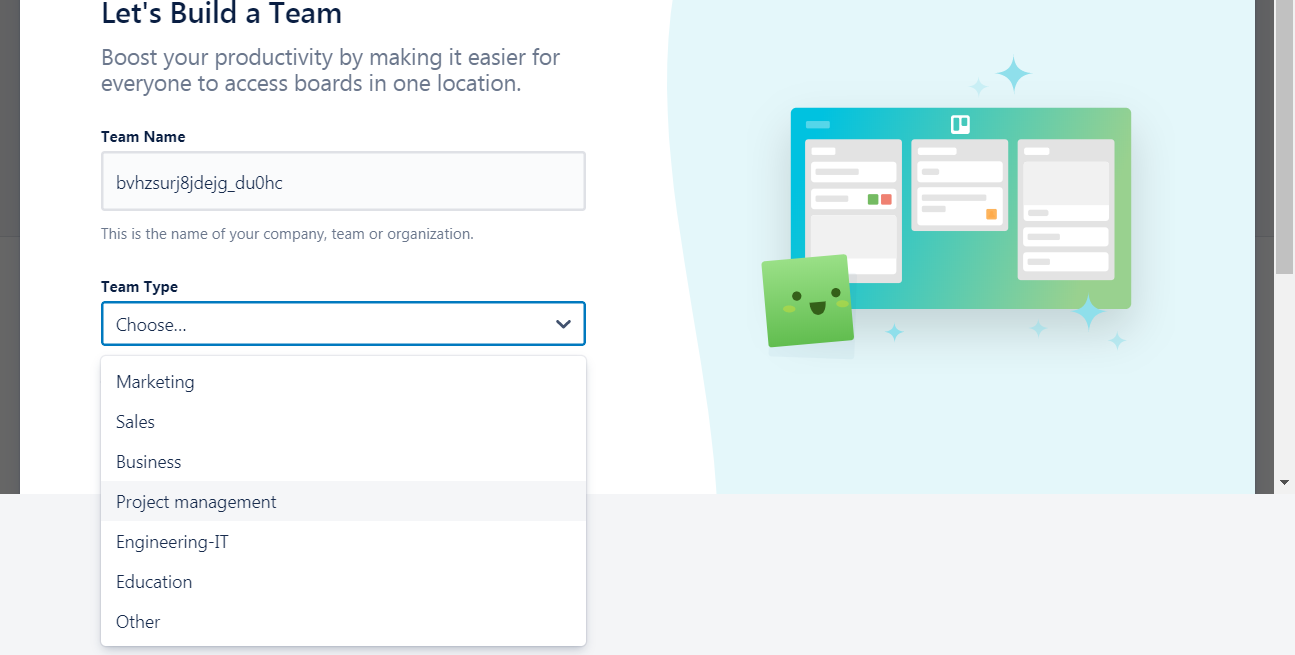 Let's Build a Team
Boost your productivity by making it easier for
everyone to access boards in one location.
Team Name
bvhzsurj8jdejg_du0hc
This is the name of your company, team or organization.
Team Type
Choose...
Marketing
Sales
Business
Project management
Engineering-IT
Education
Other